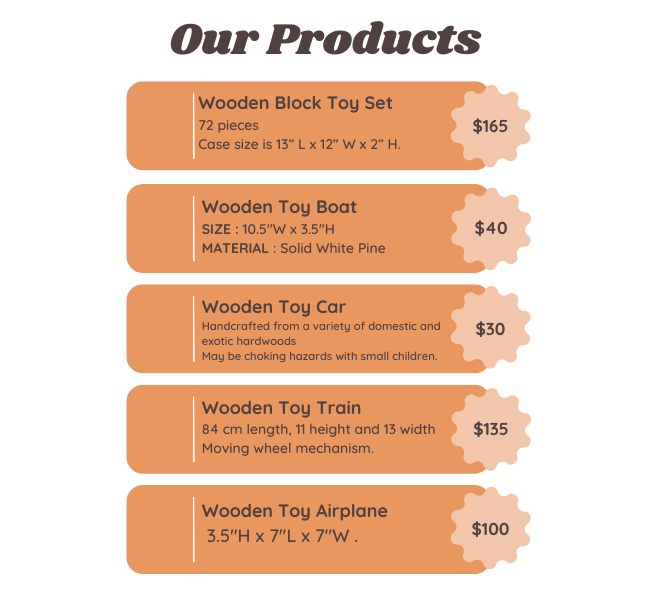 Our Products
Wooden Block Toy Set
72 pieces
Case size is 13” L x 12” W x 2” H.
$165
Wooden Toy Boat
SIZE : 10.5"W x 3.5"H
MATERIAL : Solid White Pine
$40
Wooden Toy Car
Handcrafted from a variety of domestic and
exotic hardwoods
May be choking hazards with small children.
$30
Wooden Toy Train
84 cm length, 11 height and 13 width
Moving wheel mechanism.
$135
Wooden Toy Airplane
3.5"H x 7"L x 7"W .
$100